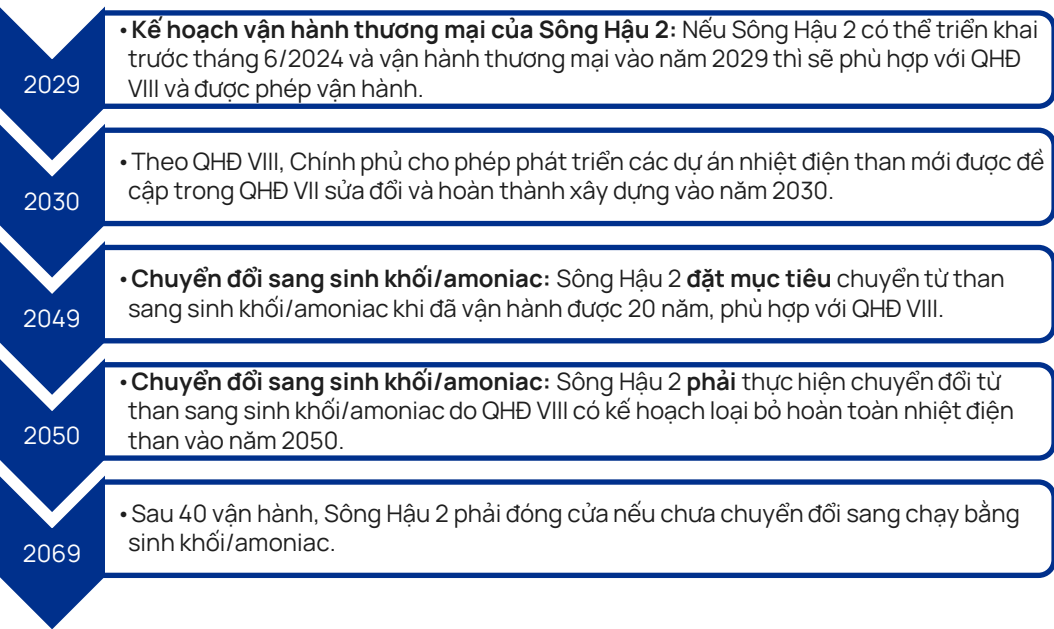 2029
•Kế hoạch vận hành thương mại của Sông Hậu 2: Nếu Sông Hậu 2 có thể triển khai
trước tháng 6/2024 và vận hành thương mại vào năm 2029 thì sẽ phù hợp với QHĐ
VIII và được phép vận hành.
2030
•Theo QHĐ VIII, Chính phủ cho phép phát triển các dự án nhiệt điện than mới được đề
cập trong QHĐ VII sửa đổi và hoàn thành xây dựng vào năm 2030.
2049
•Chuyển đổi sang sinh khối/amoniac: Sông Hậu 2 đặt mục tiêu chuyển từ than
sang sinh khối/amoniac khi đã vận hành được 20 năm, phù hợp với QHĐ VIII.
2050
•Chuyển đổi sang sinh khối/amoniac: Sông Hậu 2 phải thực hiện chuyển đổi từ
than sang sinh khối/amoniac do QHĐ VIII có kế hoạch loại bỏ hoàn toàn nhiệt điện
than vào năm 2050.
2069
•Sau 40 vận hành, Sông Hậu 2 phải đóng cửa nếu chưa chuyển đổi sang chạy bằng
sinh khối/amoniac.